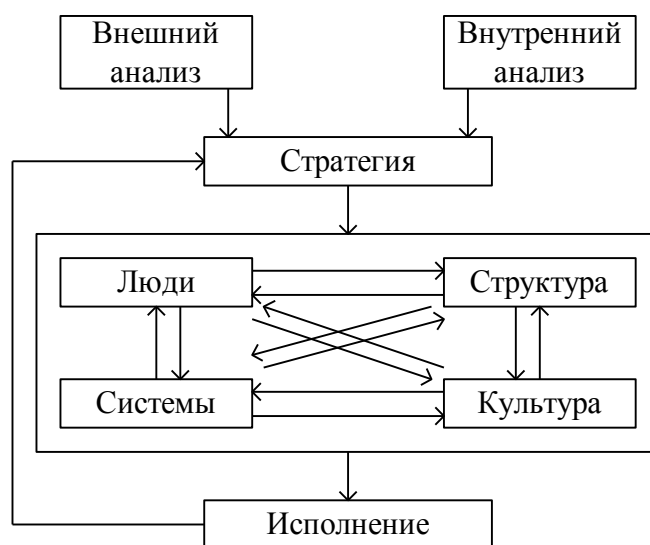 Внешний
анализ
Внутренний
анализ
Стратегия
Люди
Структура
Системы
Культура
Исполнение